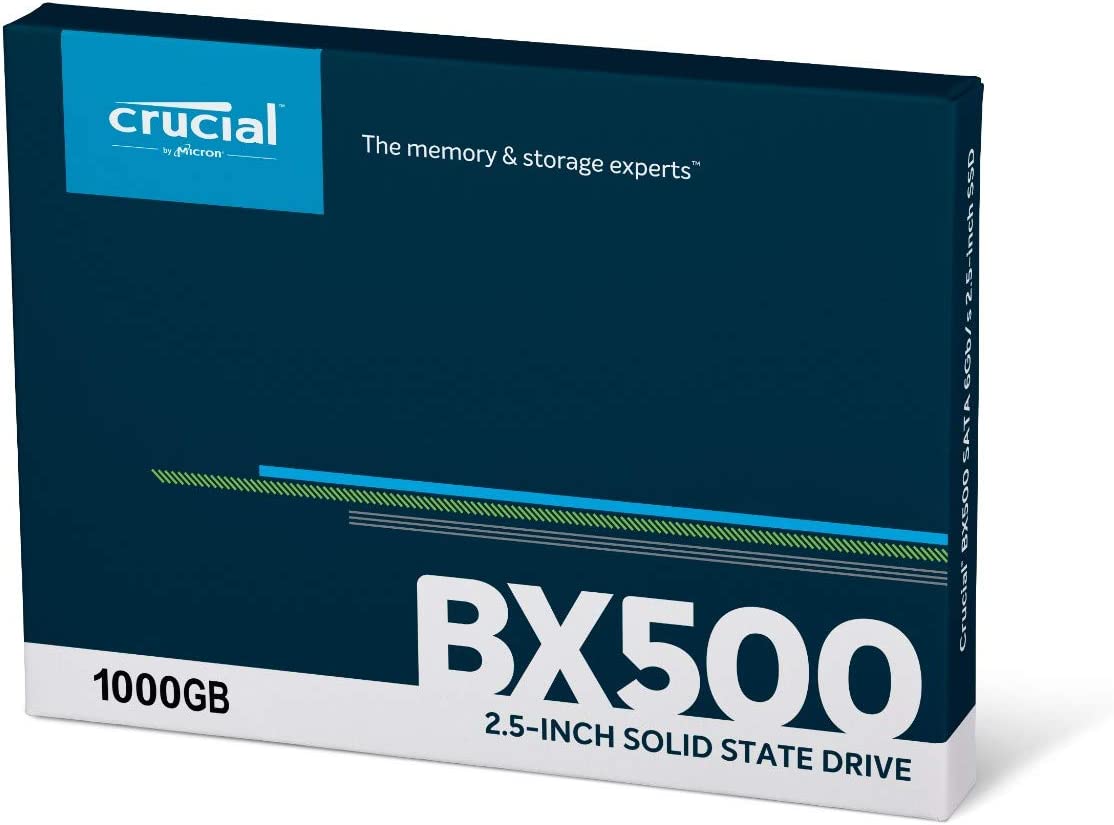 crucial™
by Micron®
The memory & storage experts™
BX500
1000GB
2.5-INCH SOLID STATE DRIVE
Crucial® BX500 SATA 6Gb/s 2.5-inch SSD